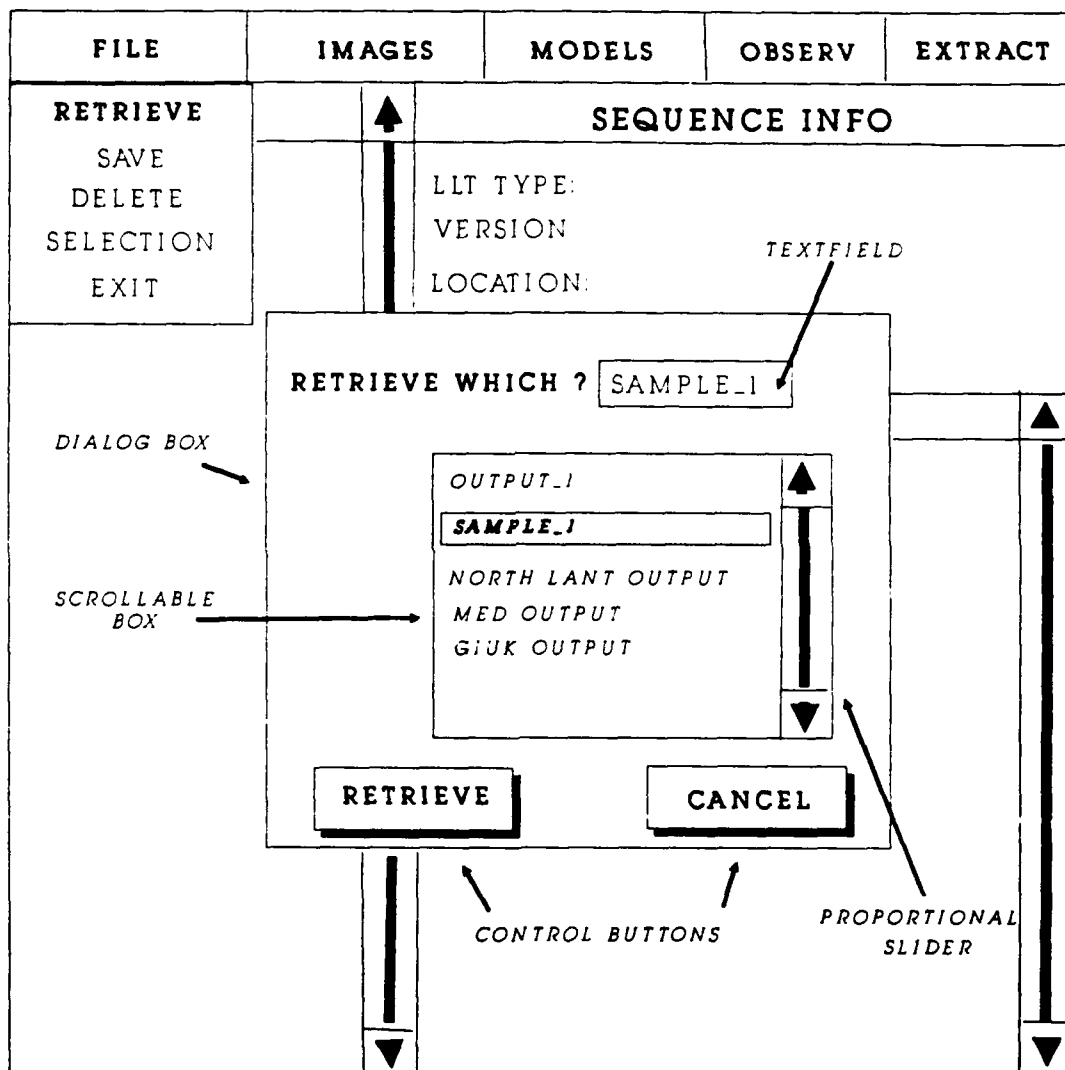 FILE IMAGES MODELS OBSERV EXTRACT
RETRIEVE
SAVE
DELETE
SELECTION
EXIT
SEQUENCE INFO
LLT TYPE:
VERSION
LOCATION:
TEXTFIELD
RETRIEVE WHICH ? SAMPLE_1
DIALOG BOX
OUTPUT_1
SAMPLE_1
NORTH LANT OUTPUT
MED OUTPUT
GIUK OUTPUT
SCROLLABLE
BOX
RETRIEVE CANCEL
CONTROL BUTTONS
PROPORTIONAL
SLIDER